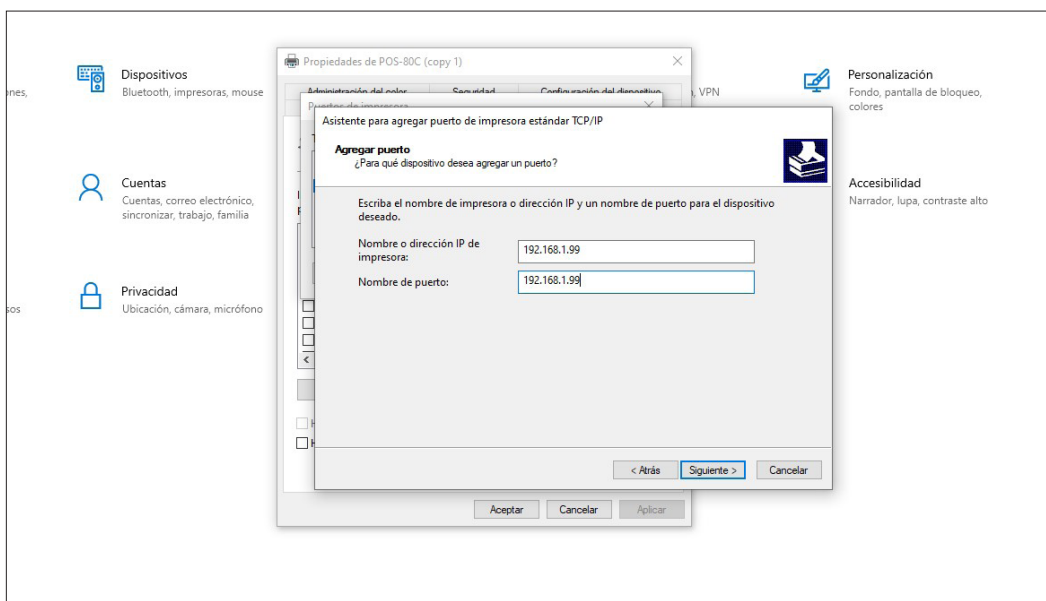 Dispositivos
Bluetooth, impresoras, mouse
Cuentas
Cuentas, correo electrónico,
sincronizar, trabajo, familia
Privacidad
Ubicación, cámara, micrófono
Propiedades de POS-80C (copy 1)
Administración del color Seguridad Configuración del dispositivo
Puertos de impresora
Asistente para agregar puerto de impresora estándar TCP/IP
Agregar puerto
¿Para qué dispositivo desea agregar un puerto?
Escriba el nombre de impresora o dirección IP y un nombre de puerto para el dispositivo
deseado.
Nombre o dirección IP de
impresora:
192.168.1.99
Nombre de puerto:
192.168.1.99
< Atrás Siguiente > Cancelar
Aceptar Cancelar Aplicar
VPN
Personalización
Fondo, pantalla de bloqueo,
colores
Accesibilidad
Narrador, lupa, contraste alto